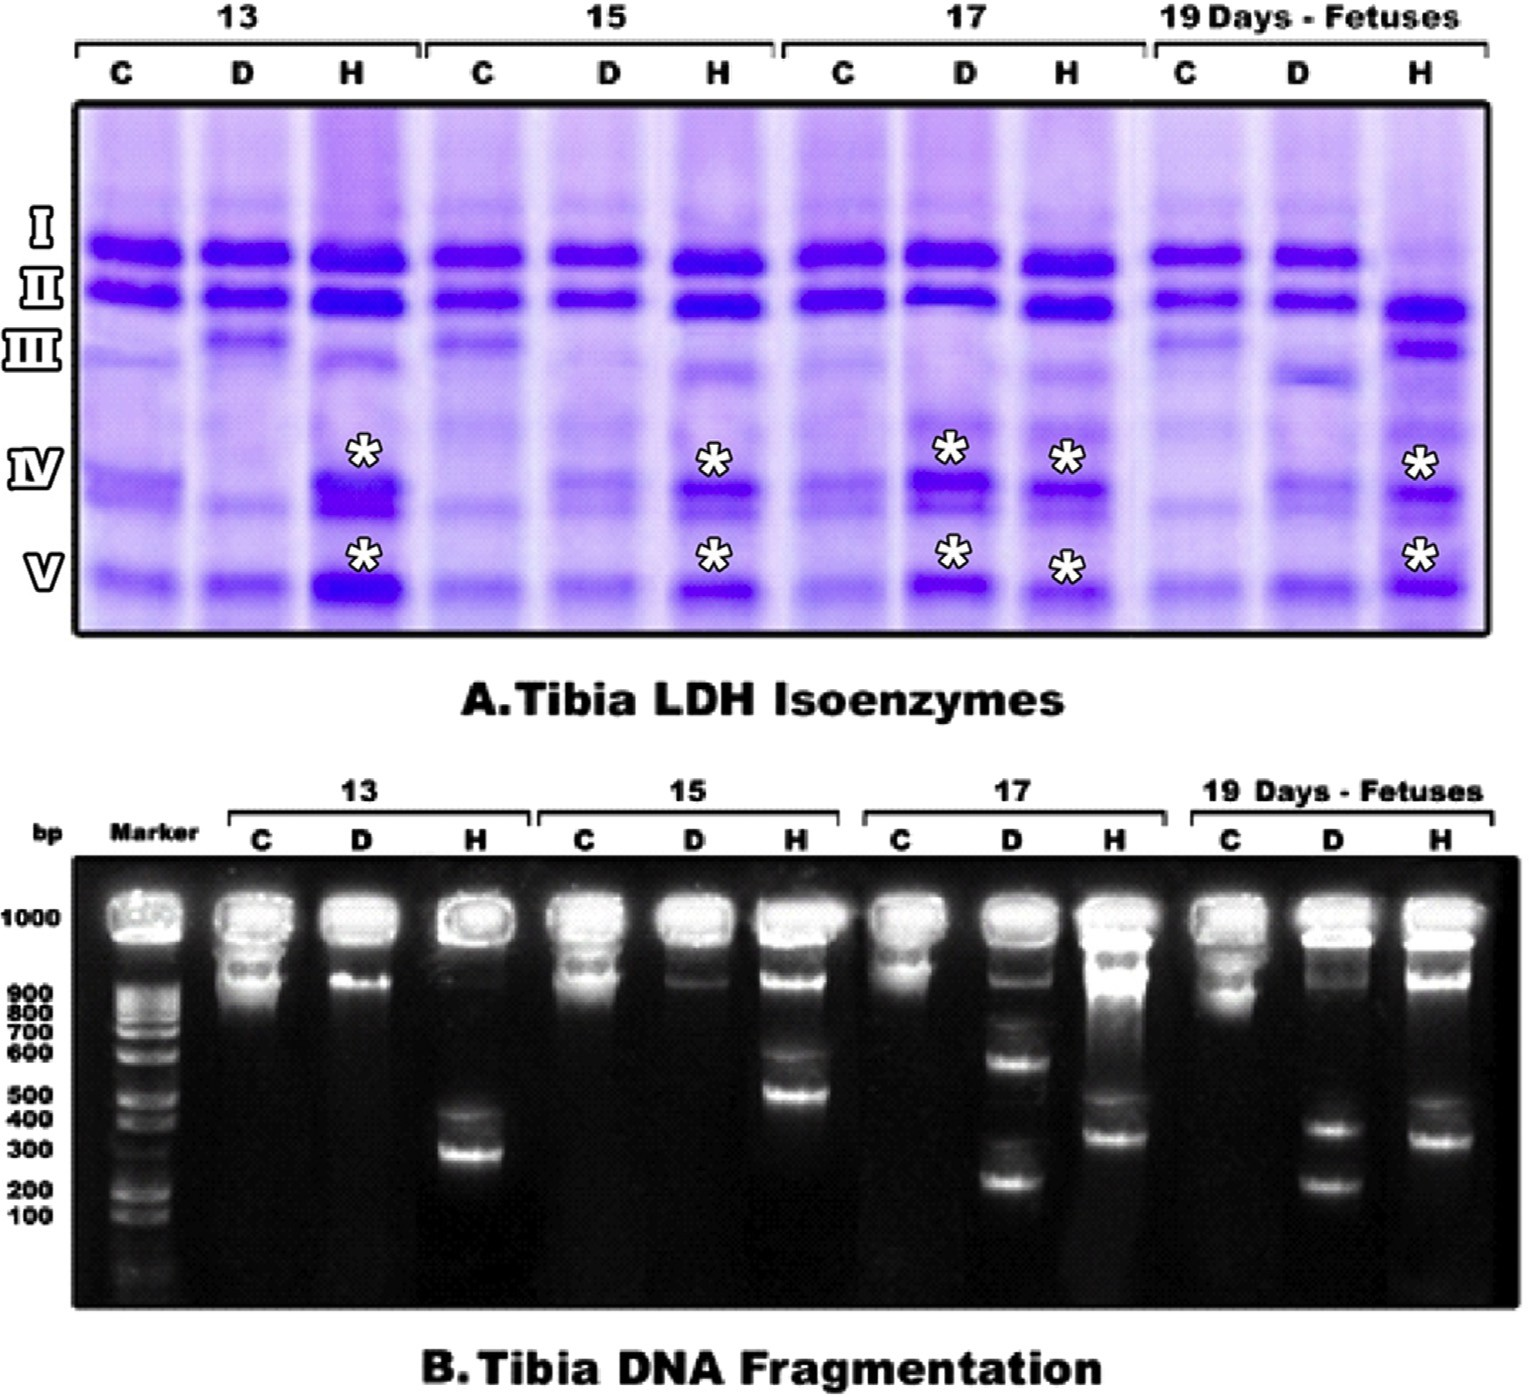 13 15 17 19 Days - Fetuses
C D H C D H C D H C D H
I
II
III
* * * *
IV
* * * * *
V
A. Tibia LDH Isoenzymes
13 15 17 19 Days - Fetuses
bp Marker C D H C D H C D H C D H
1000
900
800
700
600
500
400
300
200
100
B. Tibia DNA Fragmentation